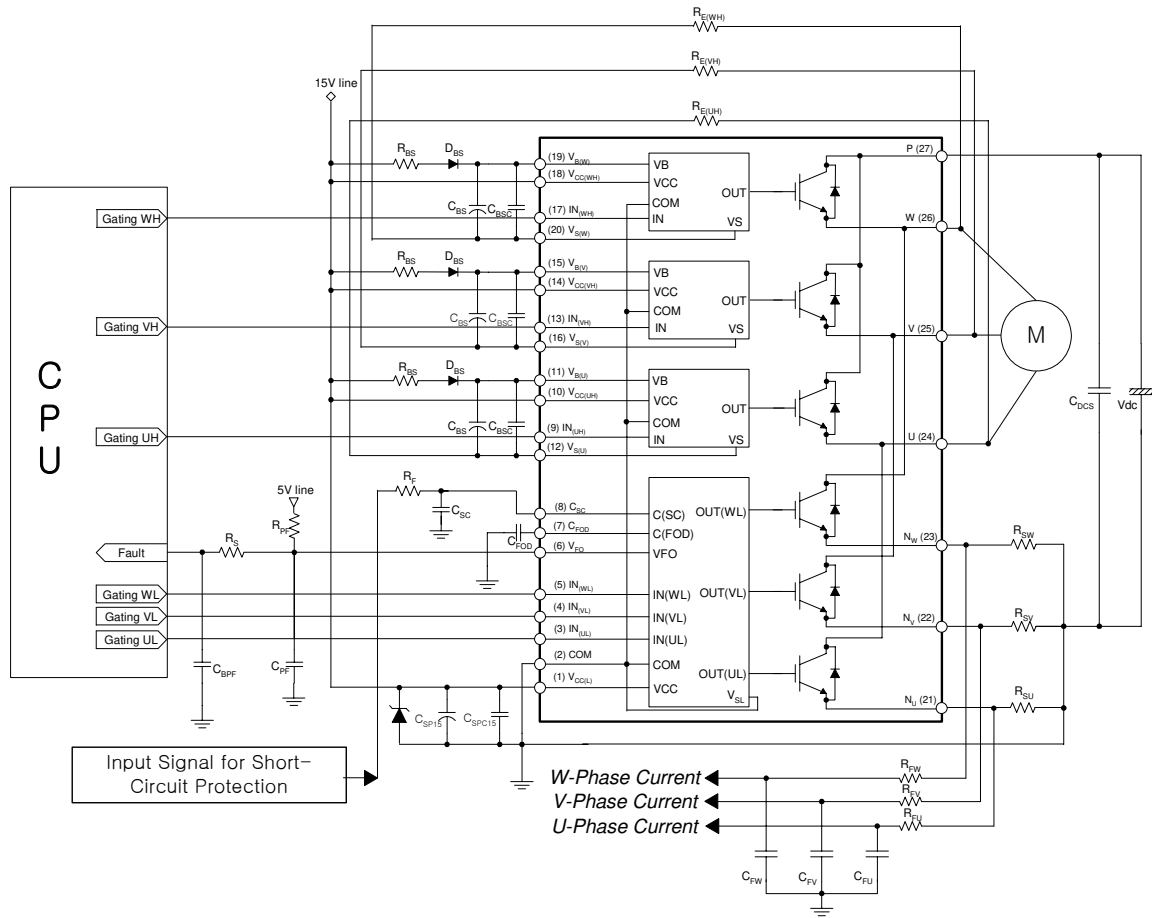 R_E(WH)
R_E(VH)
15V line
R_E(UH)
R_BS
D_BS
(19) V_B(W)
VB
P (27)
(18) V_CC(WH)
VCC
OUT
C_BS
C_BSC
COM
Gating WH
(17) IN_(WH)
IN
VS
W (26)
(20) V_S(W)
R_BS
D_BS
(15) V_B(V)
VB
(14) V_CC(VH)
VCC
OUT
C_BS
C_BSC
COM
Gating VH
(13) IN_(VH)
IN
VS
V (25)
M
(16) V_S(V)
CPU
R_BS
D_BS
(11) V_B(U)
VB
(10) V_CC(UH)
VCC
OUT
C_DCS
Vdc
C_BS
C_BSC
COM
Gating UH
(9) IN_(UH)
IN
VS
U (24)
(12) V_S(U)
R_F
5V line
C_SC
(8) C_SC
C(SC)
OUT(WL)
R_PF
(7) C_FOD
C(FOD)
C_FOD
R_S
Fault
(6) V_FO
VFO
N_W (23)
R_SW
Gating WL
(5) IN_(WL)
IN(WL)
OUT(VL)
Gating VL
(4) IN_(VL)
IN(VL)
N_V (22)
R_SV
Gating UL
(3) IN_(UL)
IN(UL)
C_BPF
C_PF
(2) COM
COM
OUT(UL)
(1) V_CC(L)
VCC
V_SL
N_U (21)
R_SU
C_SP15
C_SPC15
Input Signal for Short-
Circuit Protection
W-Phase Current
R_FW
V-Phase Current
R_FV
U-Phase Current
R_FU
C_FW
C_FV
C_FU